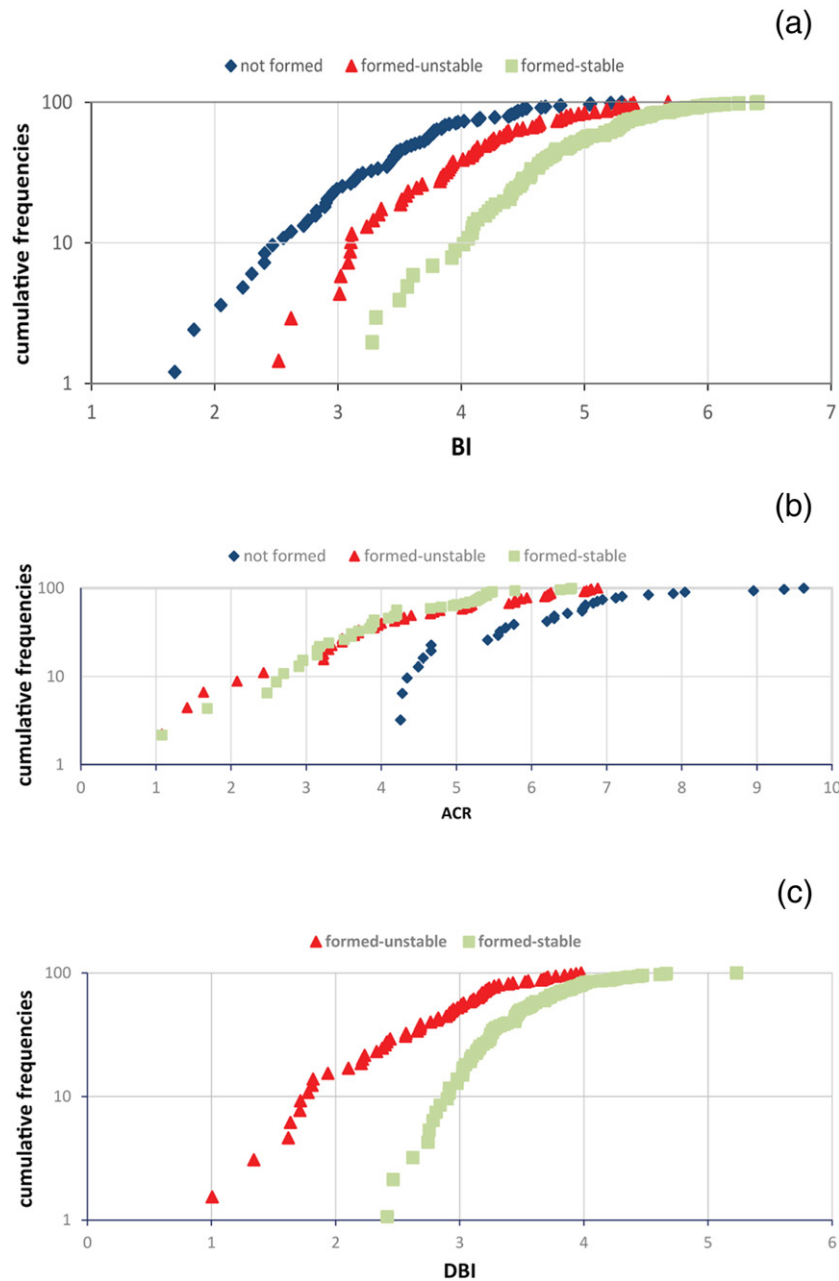 (a)
not formed formed-unstable formed-stable
100
10
1
cumulative frequencies
1 2 3 4 5 6 7
BI
(b)
not formed formed-unstable formed-stable
100
10
1
cumulative frequencies
0 1 2 3 4 5 6 7 8 9 10
ACR
(c)
formed-unstable formed-stable
100
10
1
cumulative frequencies
0 1 2 3 4 5 6
DBI